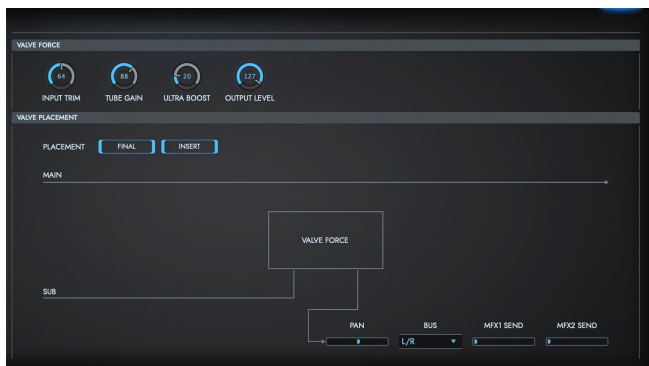 VALVE FORCE
64 88 20 127
INPUT TRIM TUBE GAIN ULTRA BOOST OUTPUT LEVEL
VALVE PLACEMENT
PLACEMENT FINAL INSERT
MAIN
VALVE FORCE
SUB
PAN BUS MFX1 SEND MFX2 SEND
L/R